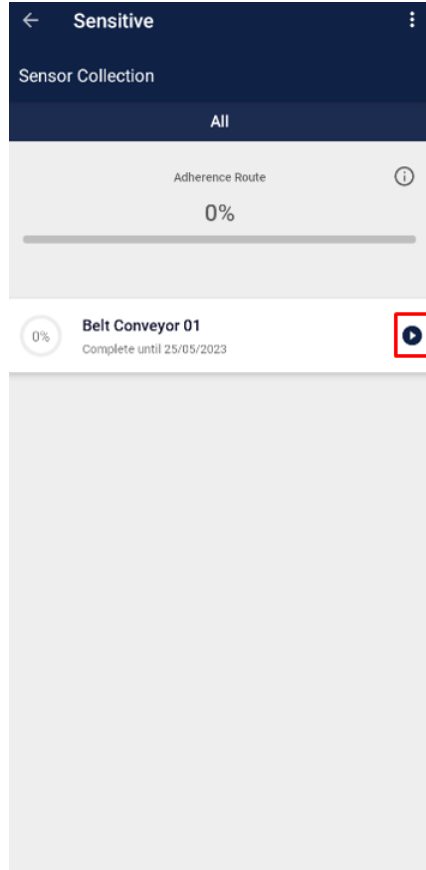 Sensitive
Sensor Collection
All
Adherence Route
0%
0%
Belt Conveyor 01
Complete until 25/05/2023